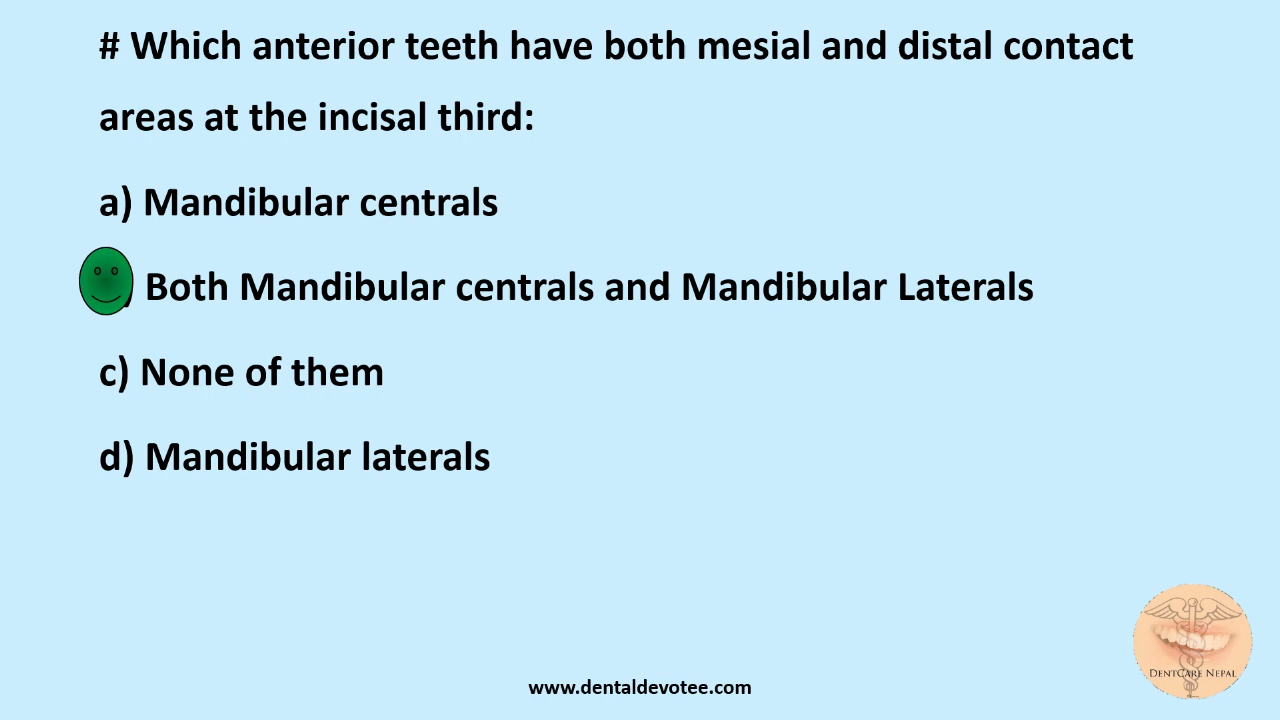 # Which anterior teeth have both mesial and distal contact
areas at the incisal third:
a) Mandibular centrals
) Both Mandibular centrals and Mandibular Laterals
c) None of them
d) Mandibular laterals
DentCare Nepal
www.dentaldevotee.com